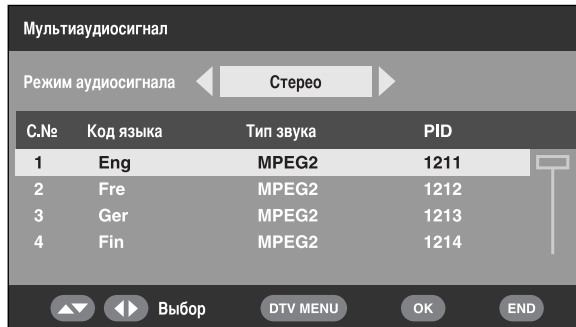 Мультиаудиосигнал
Режим аудиосигнала Стерео
С.№ Код языка Тип звука PID
1 Eng MPEG2 1211
2 Fre MPEG2 1212
3 Ger MPEG2 1213
4 Fin MPEG2 1214
Выбор DTV MENU OK END